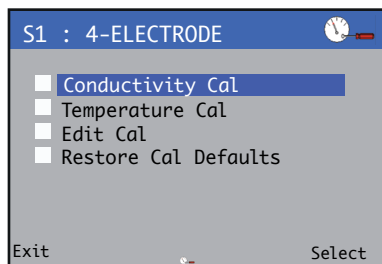 S1 : 4-ELECTRODE
Conductivity Cal
Temperature Cal
Edit Cal
Restore Cal Defaults
Exit Select